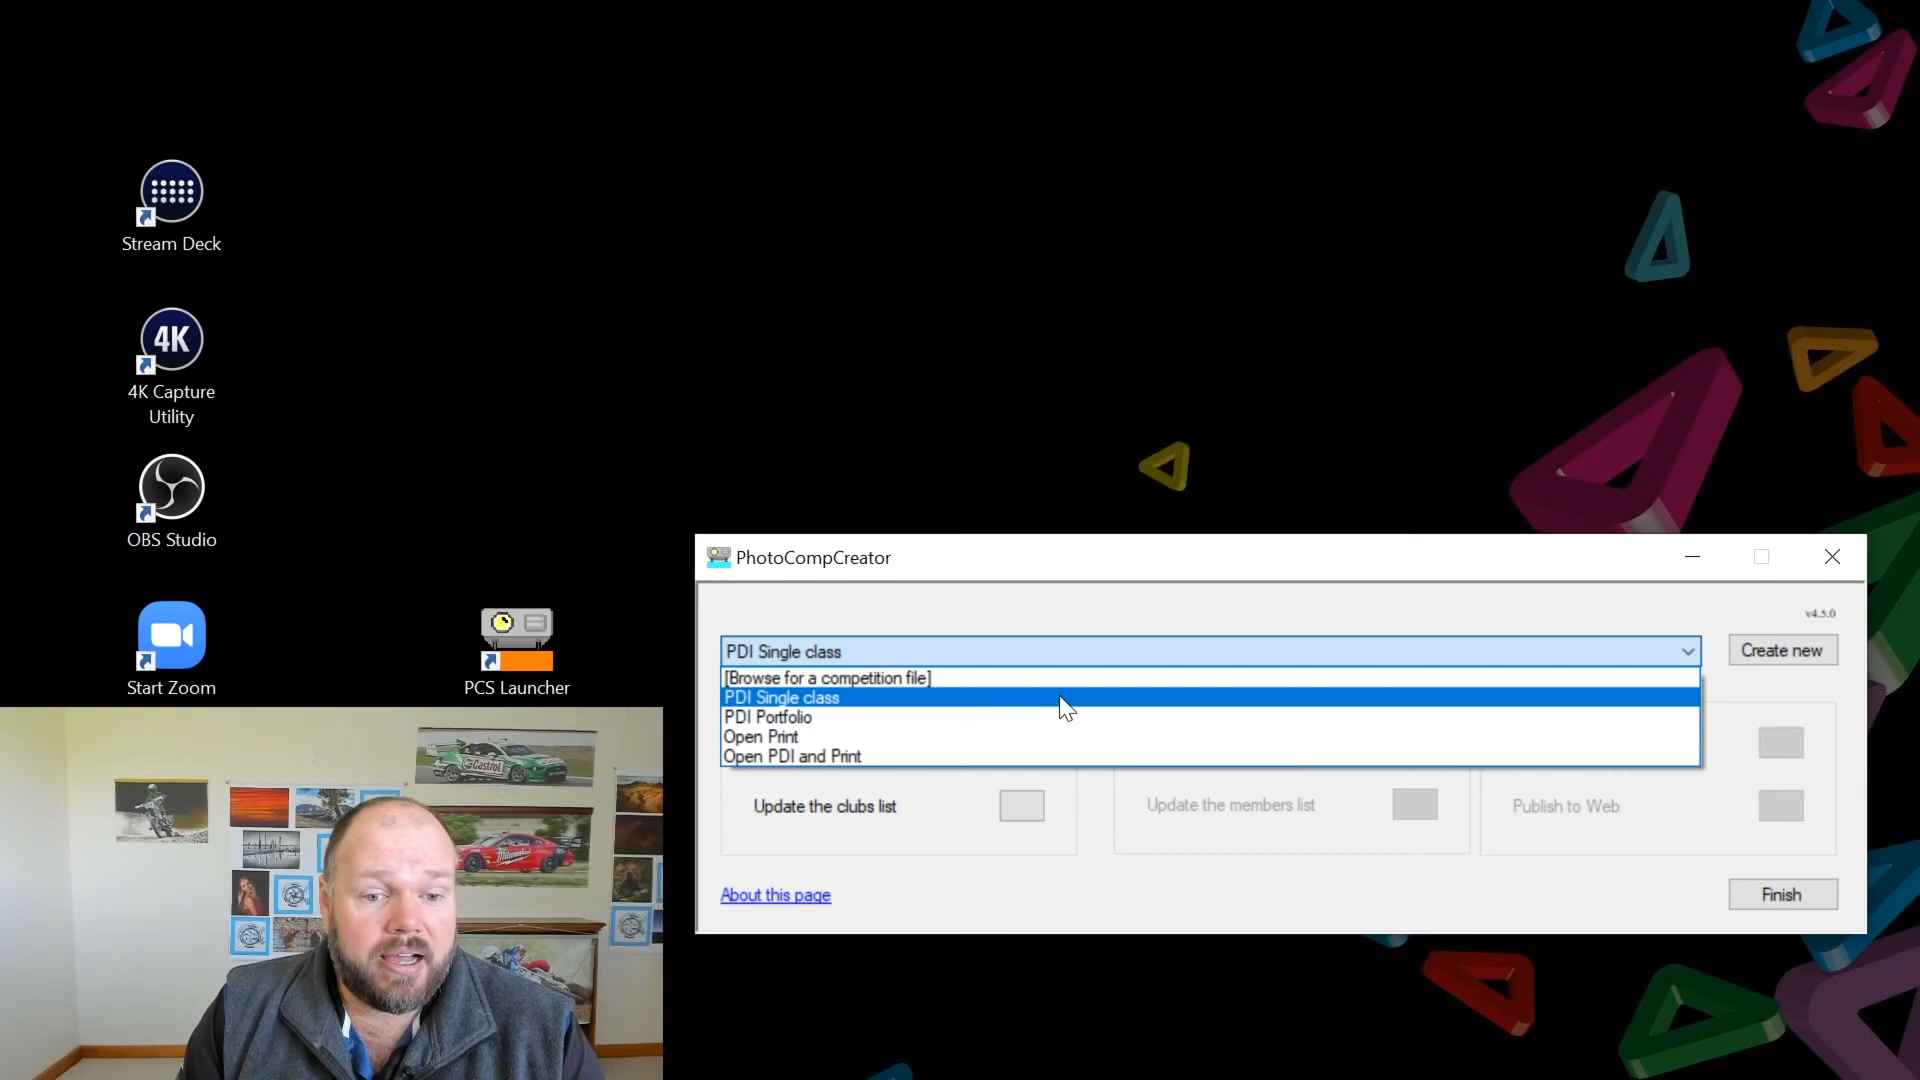 Stream Deck
4K
4K Capture
Utility
OBS Studio
Start Zoom
PCS Launcher
PhotoCompCreator
v4.5.0
PDI Single class
Create new
[Browse for a competition file]
PDI Single class
PDI Portfolio
Open Print
Open PDI and Print
Update the clubs list
Update the members list
Publish to Web
About this page
Finish
Castrol
Milwaukee